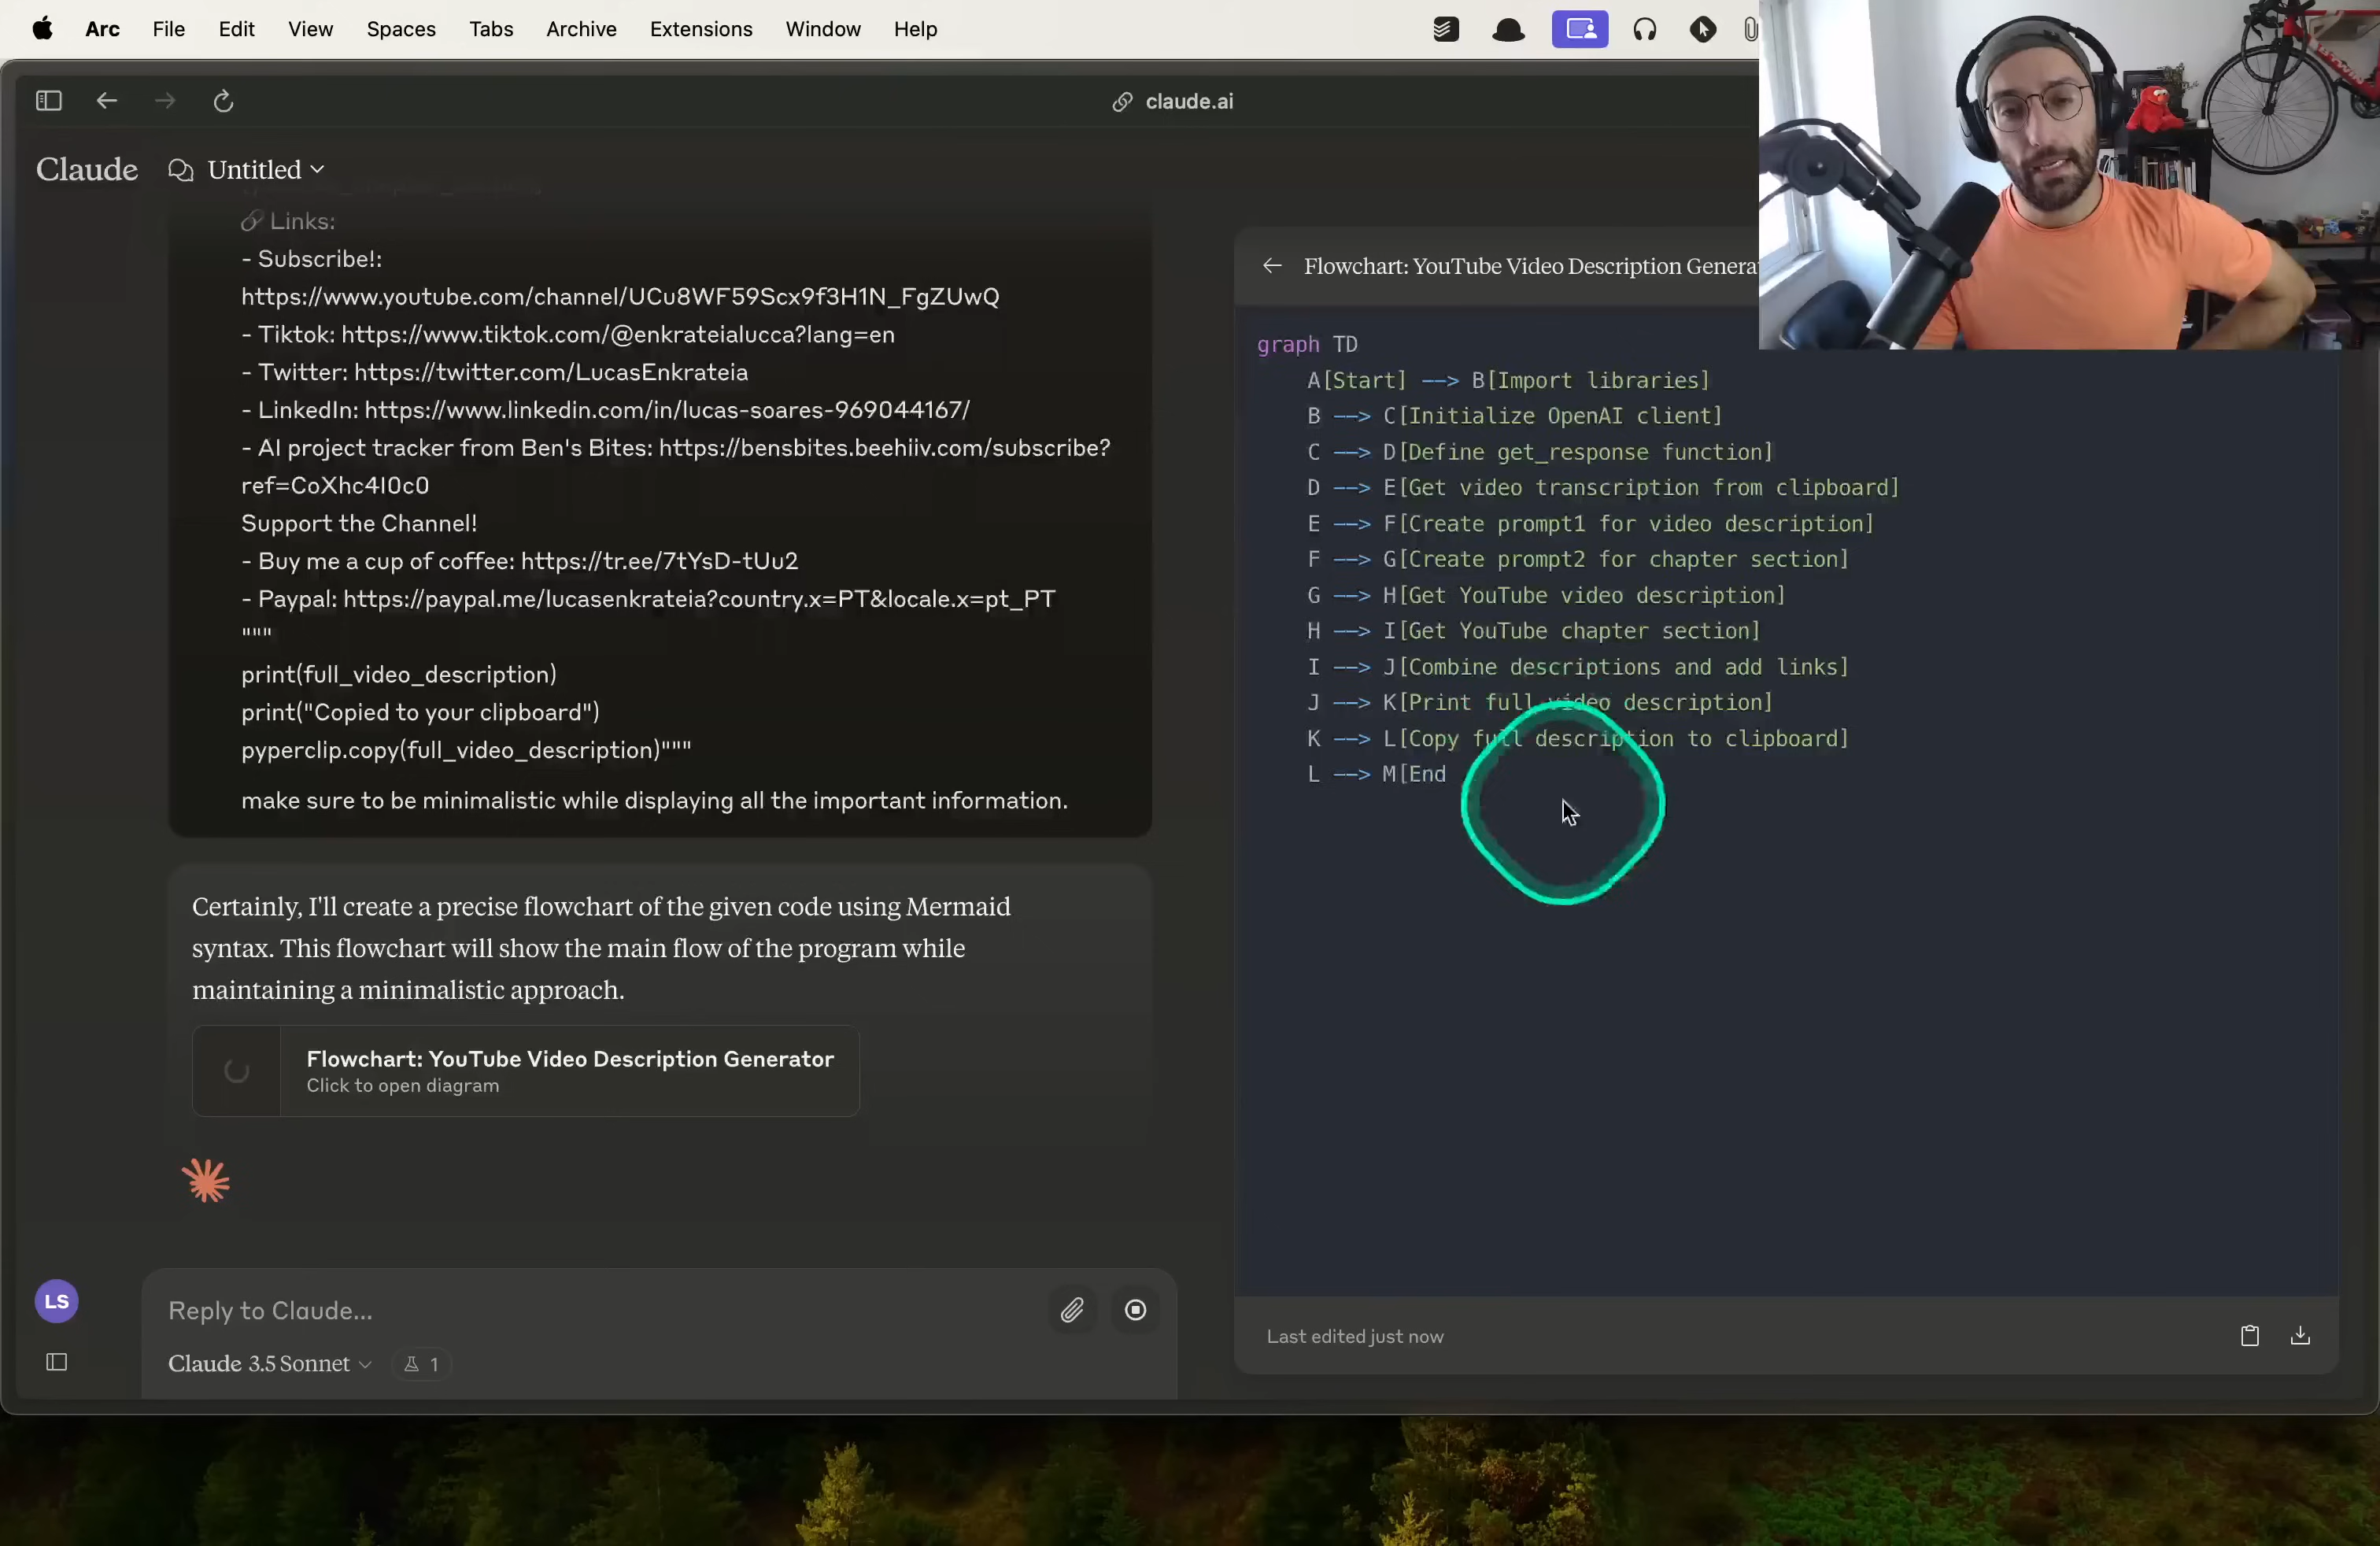 Arc File Edit View Spaces Tabs Archive Extensions Window Help
claude.ai
Claude Untitled
🔗 Links:
- Subscribe!:
https://www.youtube.com/channel/UCu8WF59Scx9f3H1N_FgZUwQ
- Tiktok: https://www.tiktok.com/@enkrateialucca?lang=en
- Twitter: https://twitter.com/LucasEnkrateia
- LinkedIn: https://www.linkedin.com/in/lucas-soares-969044167/
- AI project tracker from Ben's Bites: https://bensbites.beehiiv.com/subscribe?
ref=CoXhc4I0c0
Support the Channel!
- Buy me a cup of coffee: https://tr.ee/7tYsD-tUu2
- Paypal: https://paypal.me/lucasenkrateia?country.x=PT&locale.x=pt_PT
"""
print(full_video_description)
print("Copied to your clipboard")
pyperclip.copy(full_video_description)"""
make sure to be minimalistic while displaying all the important information.
Certainly, I'll create a precise flowchart of the given code using Mermaid
syntax. This flowchart will show the main flow of the program while
maintaining a minimalistic approach.
Flowchart: YouTube Video Description Generator
Click to open diagram
LS
Reply to Claude...
Claude 3.5 Sonnet 1
Flowchart: YouTube Video Description Genera
graph TD
A[Start] --> B[Import libraries]
B --> C[Initialize OpenAI client]
C --> D[Define get_response function]
D --> E[Get video transcription from clipboard]
E --> F[Create prompt1 for video description]
F --> G[Create prompt2 for chapter section]
G --> H[Get YouTube video description]
H --> I[Get YouTube chapter section]
I --> J[Combine descriptions and add links]
J --> K[Print full video description]
K --> L[Copy full description to clipboard]
L --> M[End
Last edited just now